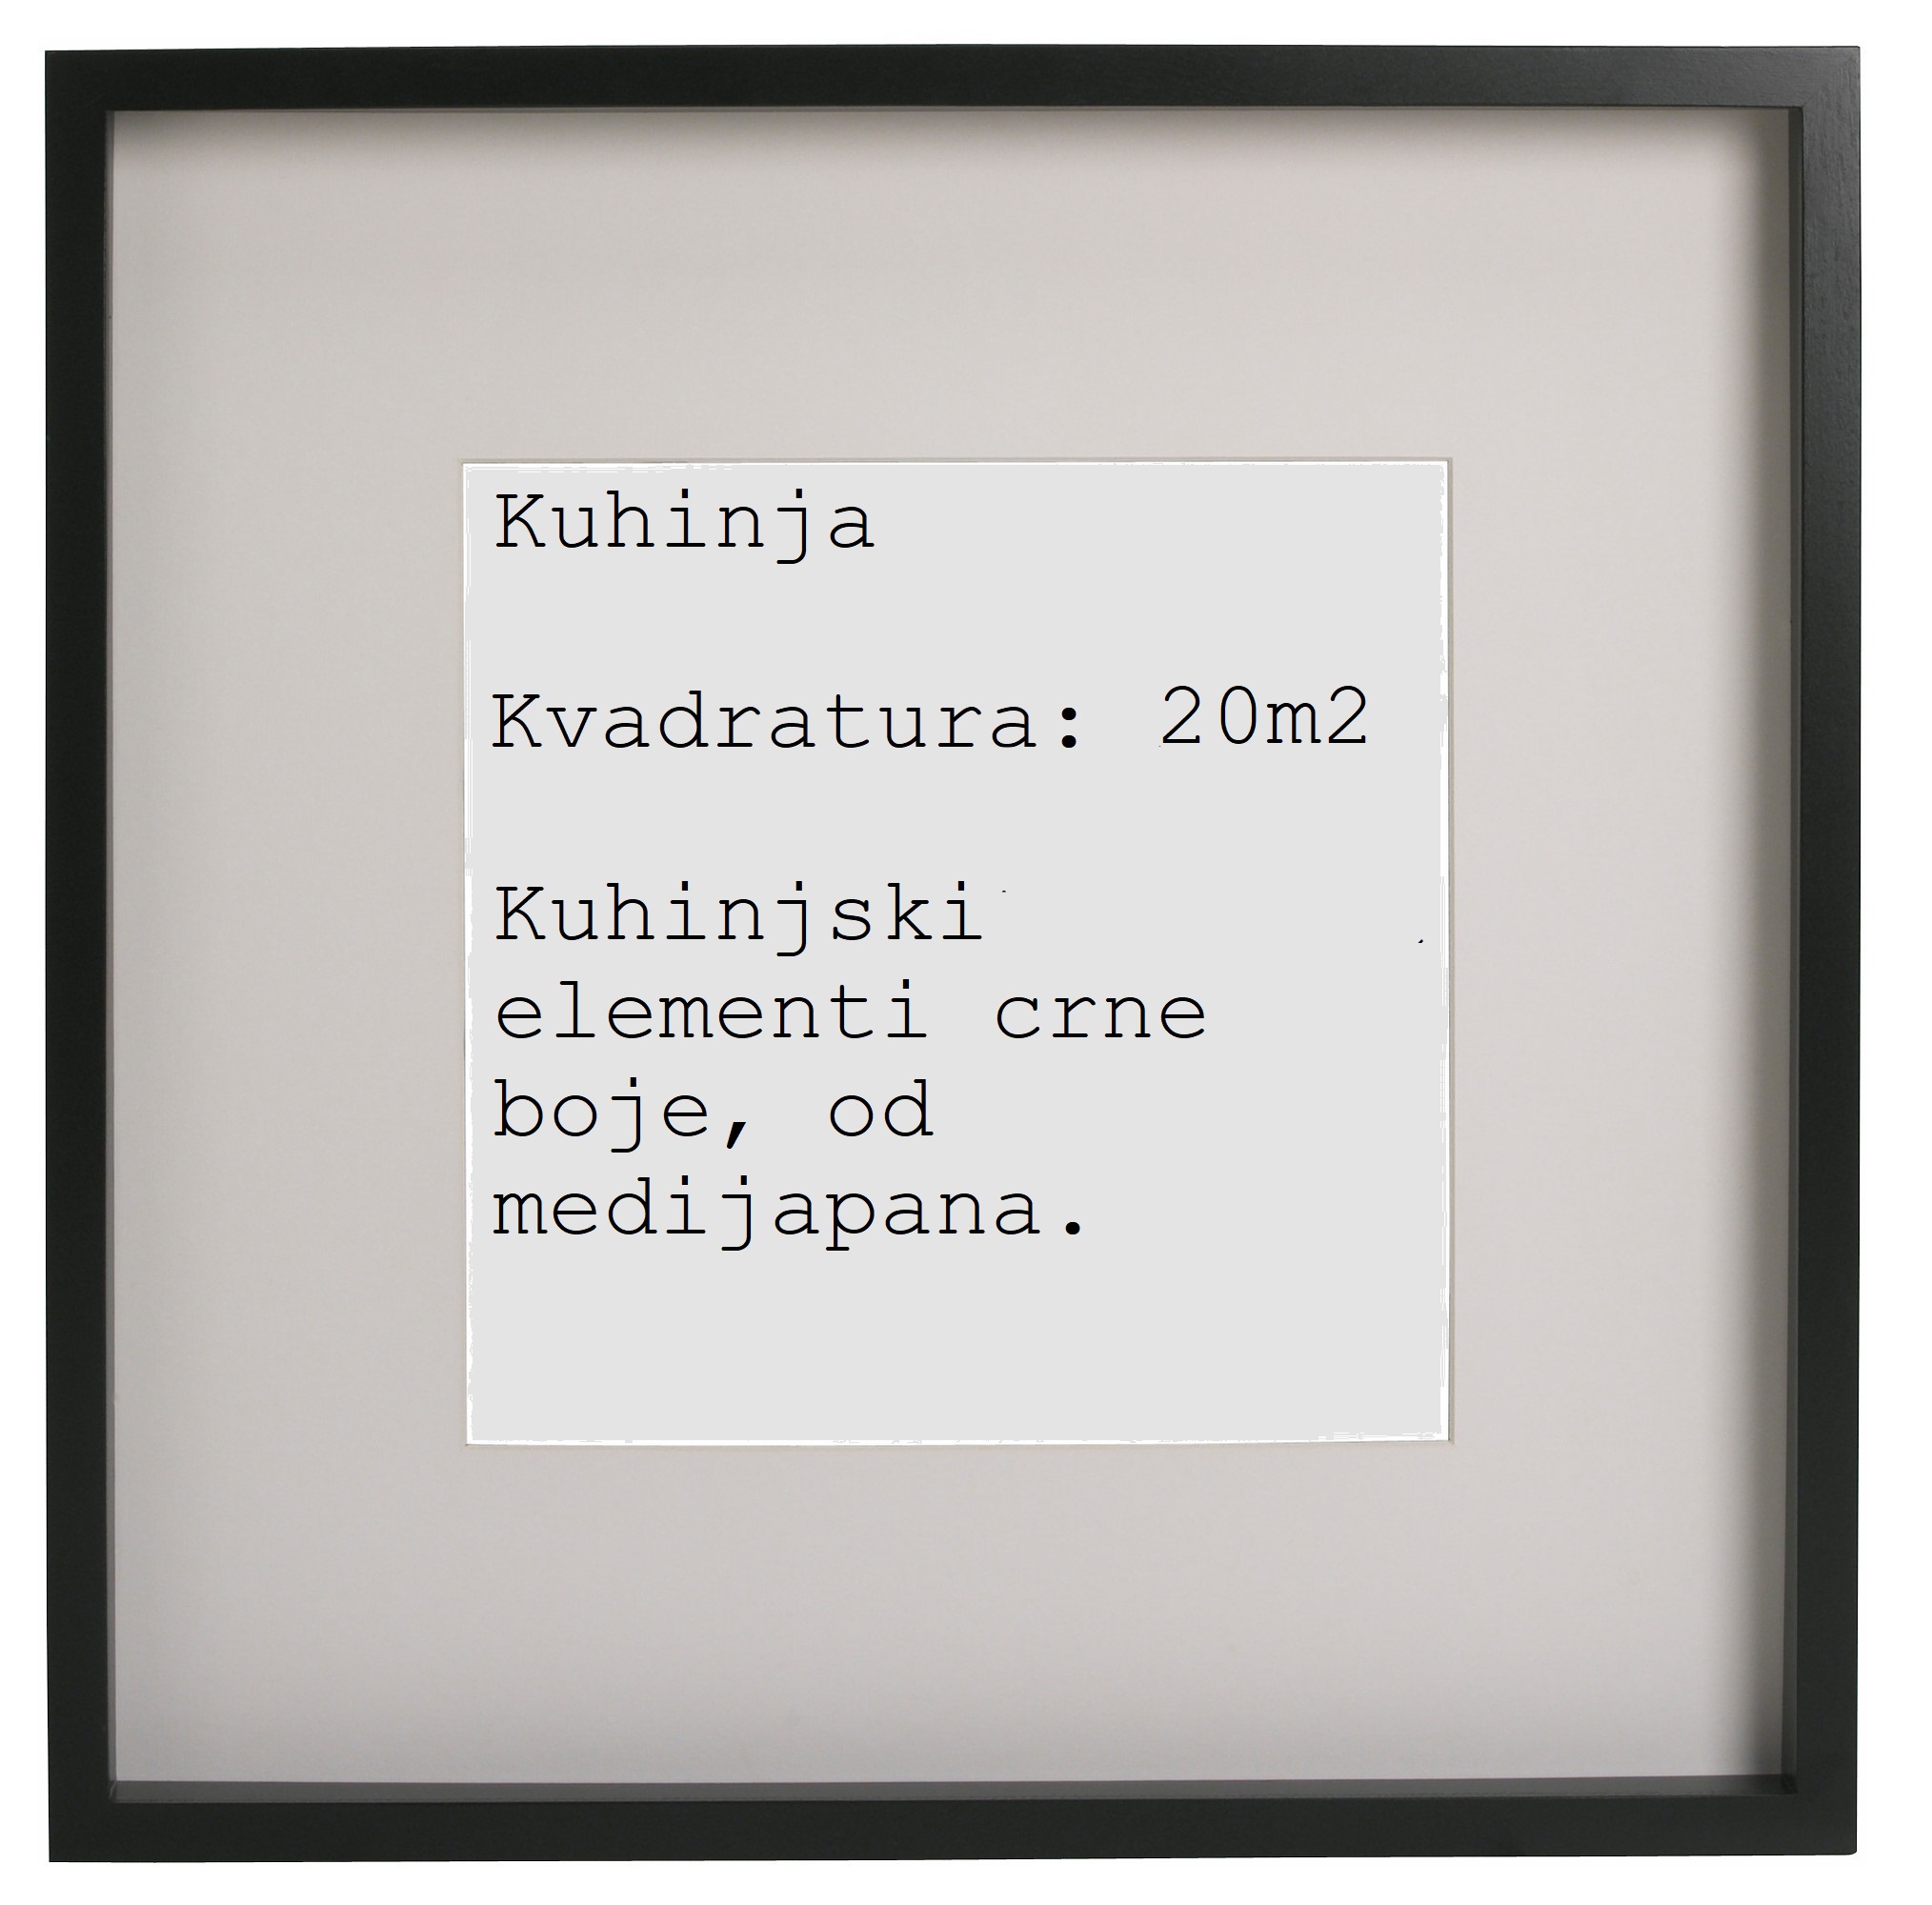 Kuhinja
Kvadratura: 20m2
Kuhinjski
elementi crne
boje, od
medijapana.